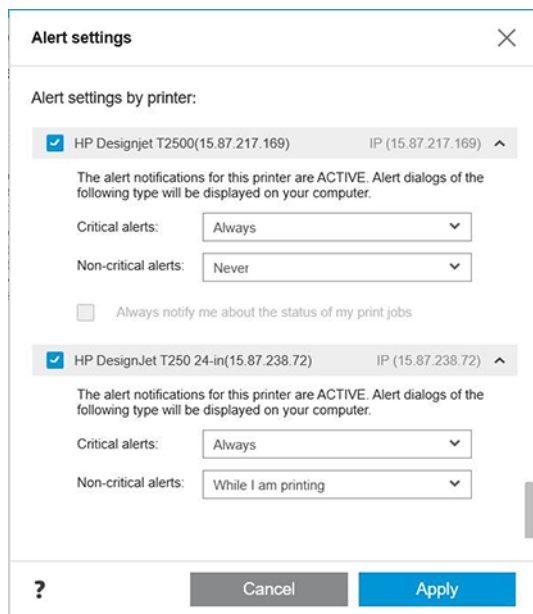 Alert settings
Alert settings by printer:
HP Designjet T2500(15.87.217.169) IP (15.87.217.169)
The alert notifications for this printer are ACTIVE. Alert dialogs of the
following type will be displayed on your computer.
Critical alerts: Always
Non-critical alerts: Never
Always notify me about the status of my print jobs
HP DesignJet T250 24-in(15.87.238.72) IP (15.87.238.72)
The alert notifications for this printer are ACTIVE. Alert dialogs of the
following type will be displayed on your computer.
Critical alerts: Always
Non-critical alerts: While I am printing
? Cancel Apply